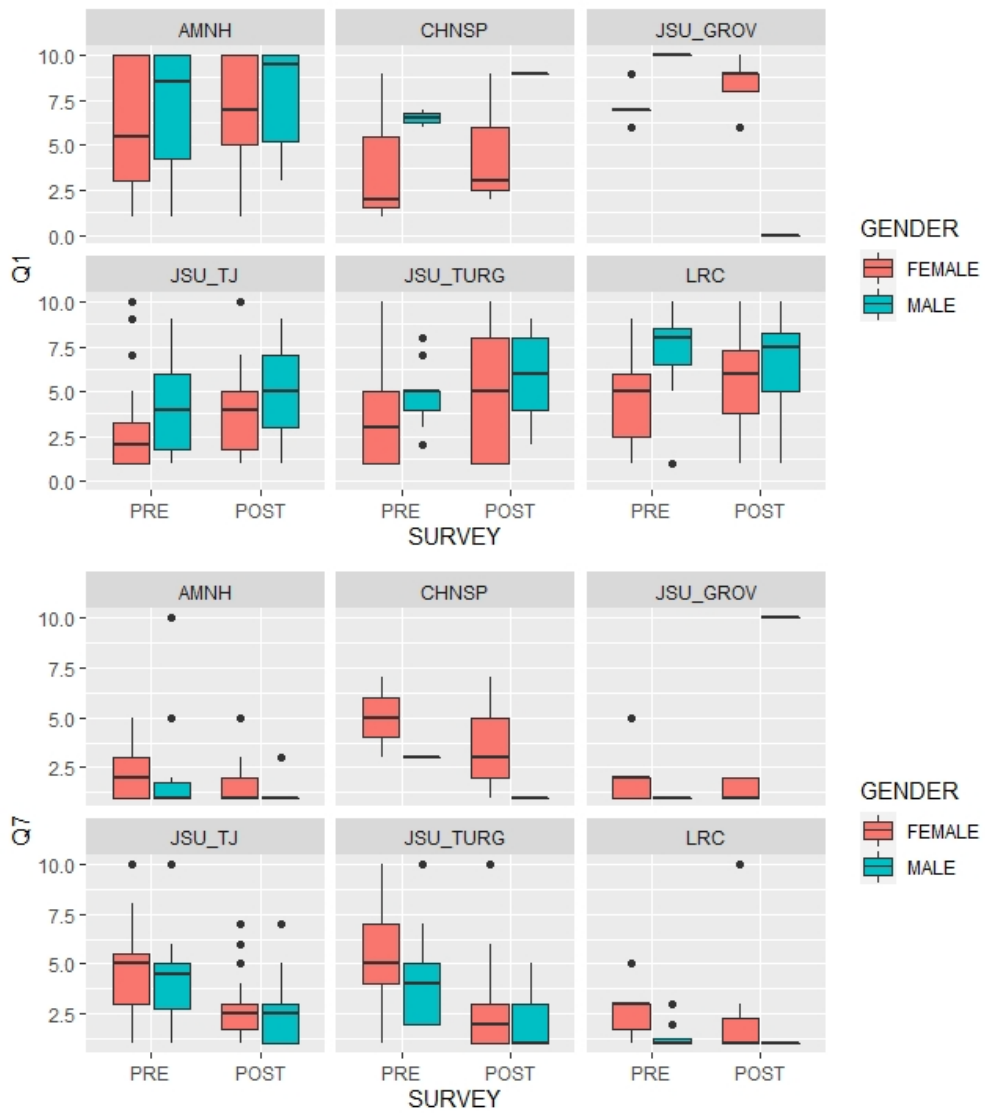 AMNH CHNSP JSU_GROV
10.0
7.5
5.0
2.5
0.0
Q1
JSU_TJ JSU_TURG LRC
10.0
7.5
5.0
2.5
0.0
PRE POST PRE POST PRE POST
SURVEY
GENDER
FEMALE
MALE
AMNH CHNSP JSU_GROV
10.0
7.5
5.0
2.5
Q7
JSU_TJ JSU_TURG LRC
10.0
7.5
5.0
2.5
PRE POST PRE POST PRE POST
SURVEY
GENDER
FEMALE
MALE